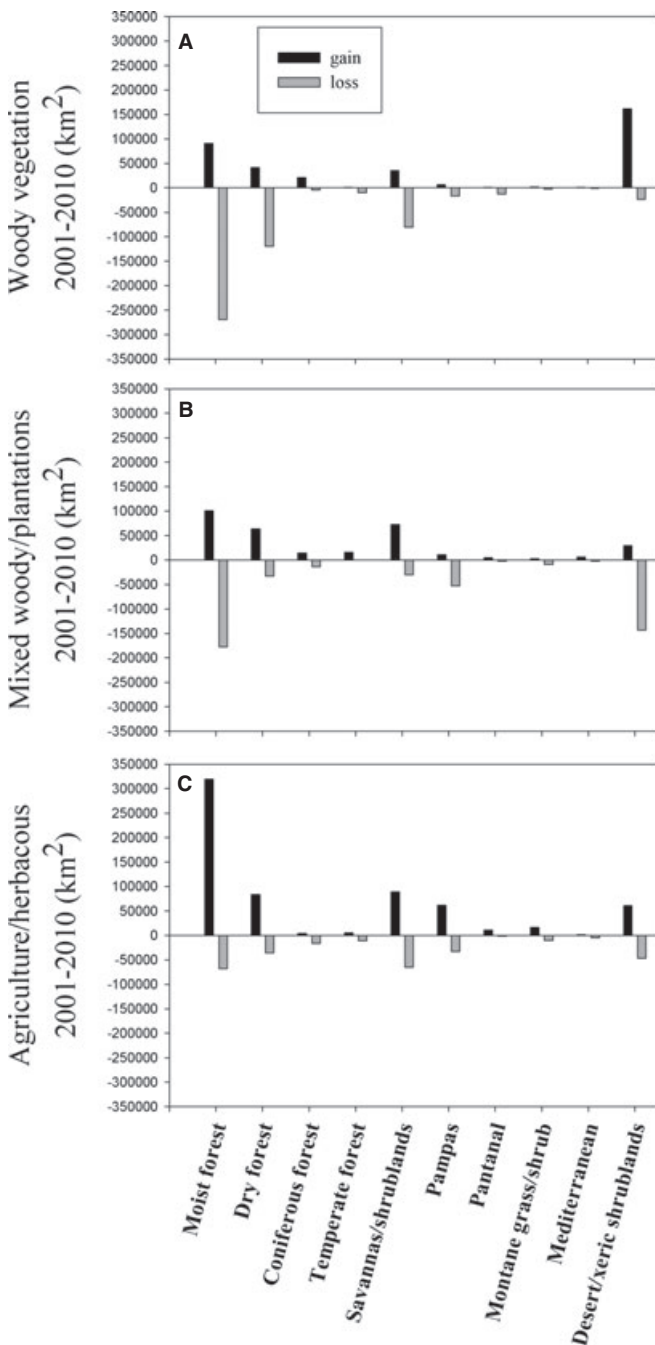 A
gain
loss
Woody vegetation
2001-2010 (km²)
350000
300000
250000
200000
150000
100000
50000
0
-50000
-100000
-150000
-200000
-250000
-300000
-350000
B
Mixed woody/plantations
2001-2010 (km²)
350000
300000
250000
200000
150000
100000
50000
0
-50000
-100000
-150000
-200000
-250000
-300000
-350000
C
Agriculture/herbacous
2001-2010 (km²)
350000
300000
250000
200000
150000
100000
50000
0
-50000
-100000
-150000
-200000
-250000
-300000
-350000
Moist forest
Dry forest
Coniferous forest
Temperate forest
Savannas/shrublands
Pampas
Pantanal
Montane grass/shrub
Mediterranean
Desert/xeric shrublands